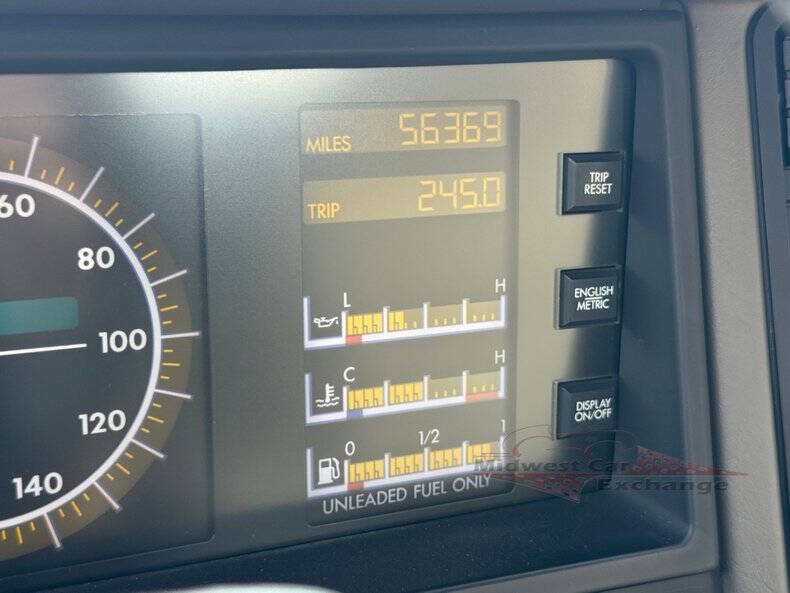 MILES 56369
TRIP 245.0
TRIP
RESET
60
80
100
120
140
L H
ENGLISH
METRIC
C H
DISPLAY
ON/OFF
0 1/2 1
UNLEADED FUEL ONLY
Midwest Car
Exchange